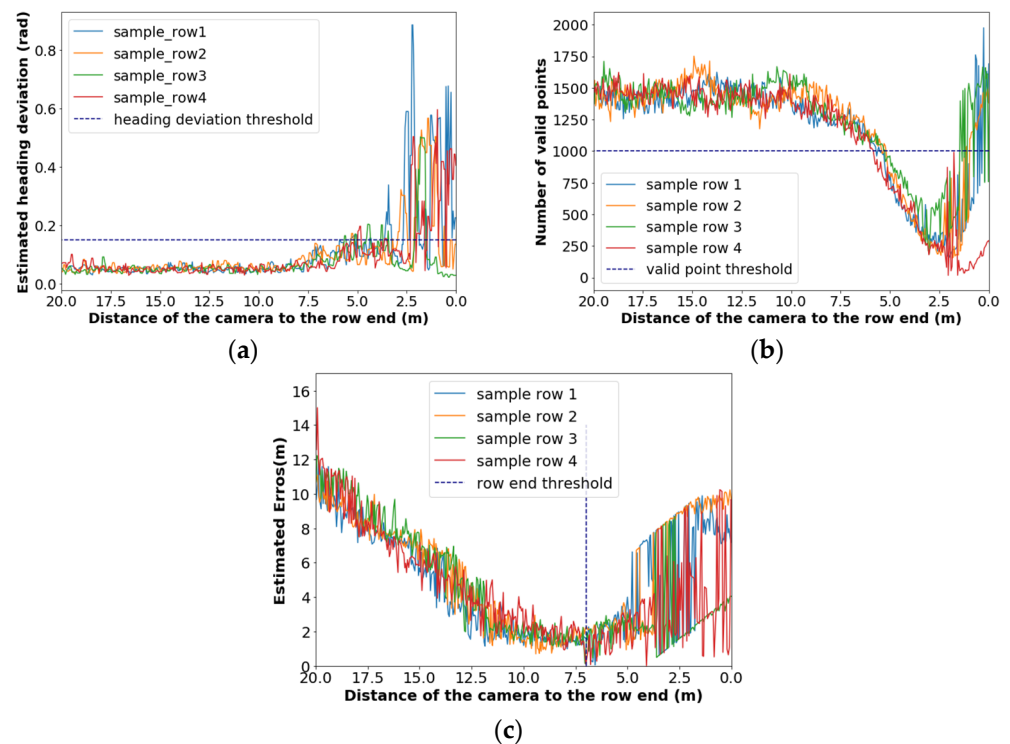 Estimated heading deviation (rad)
0.8
0.6
0.4
0.2
0.0
sample_row1
sample_row2
sample_row3
sample_row4
heading deviation threshold
20.0 17.5 15.0 12.5 10.0 7.5 5.0 2.5 0.0
Distance of the camera to the row end (m)
(a)
Number of valid points
2000
1750
1500
1250
1000
750
500
250
0
sample row 1
sample row 2
sample row 3
sample row 4
valid point threshold
20.0 17.5 15.0 12.5 10.0 7.5 5.0 2.5 0.0
Distance of the camera to the row end (m)
(b)
Estimated Erros(m)
16
14
12
10
8
6
4
2
0
sample row 1
sample row 2
sample row 3
sample row 4
row end threshold
20.0 17.5 15.0 12.5 10.0 7.5 5.0 2.5 0.0
Distance of the camera to the row end (m)
(c)